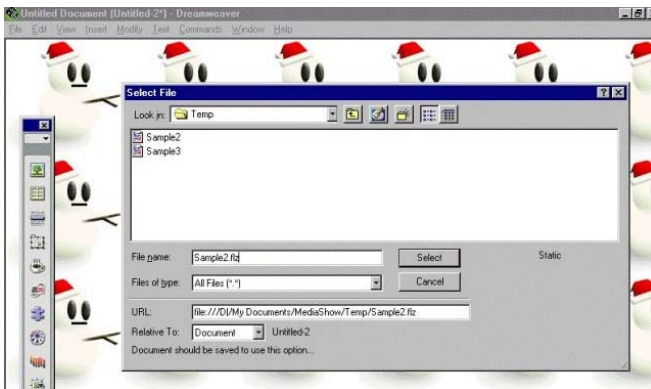 Untitled Document (Untitled-2*) - Dreamweaver
File Edit View Insert Modify Text Commands Window Help
Select File
Look in: Temp
Sample2
Sample3
File name: Sample2.flz Select Static
Files of type: All Files (*.*) Cancel
URL: file:///D|/My Documents/MediaShow/Temp/Sample2.flz
Relative To: Document Untitled-2
Document should be saved to use this option...